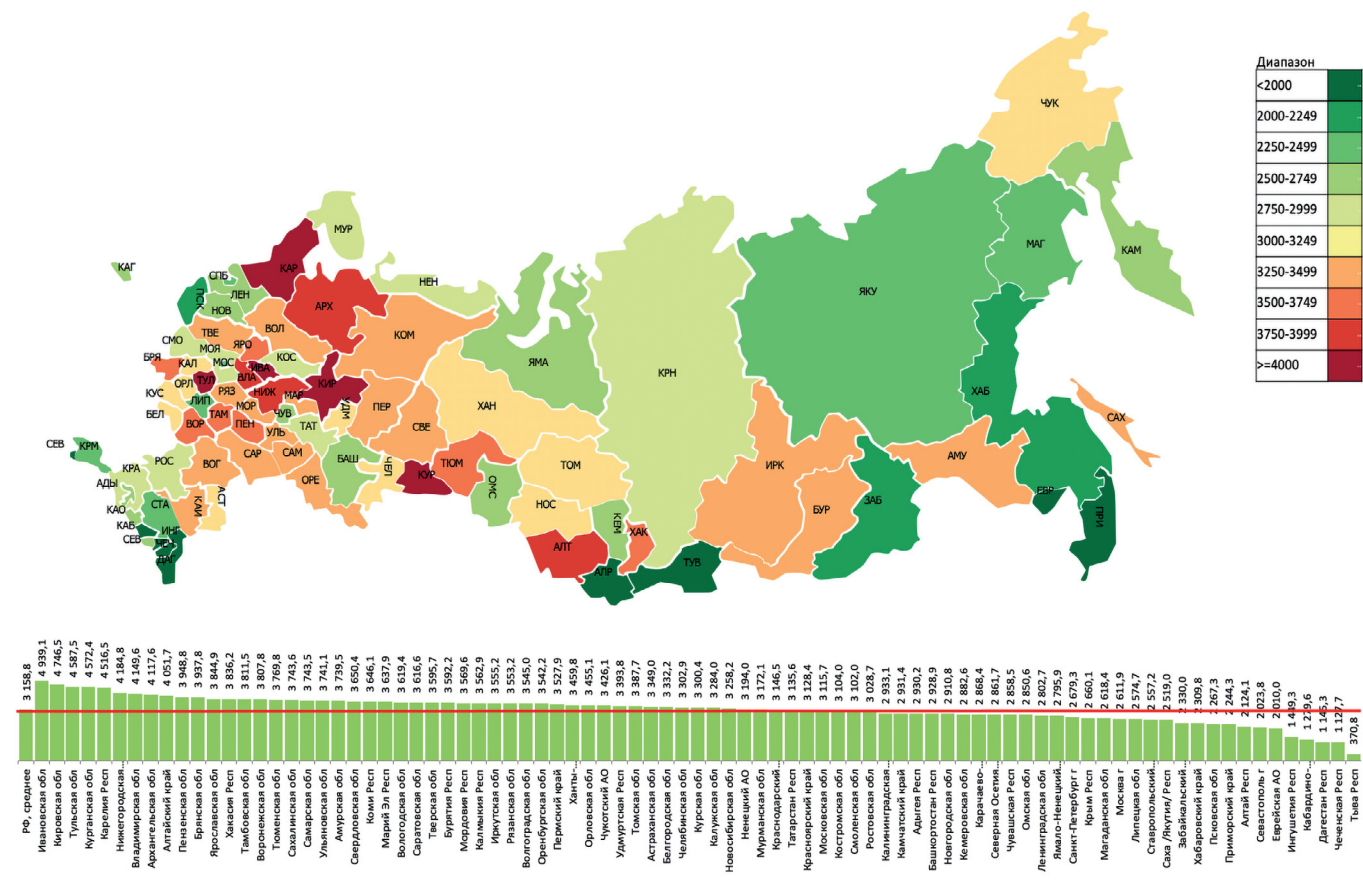 Диапазон
<2000
2000-2249
2250-2499
2500-2749
2750-2999
3000-3249
3250-3499
3500-3749
3750-3999
>=4000
ЧУК
МУР
МАГ
КАМ
КАГ
КАР
СПБ
НЕН
ЯКУ
ПСК
ЛЕН
НОВ
АРХ
ВОЛ
КОМ
ТВЕ
СМО
МОЯ
ЯРО
КОС
ЯМА
БРЯ
КАЛ
МОС
ИВА
КРН
ОРЛ
ТУЛ
ВЛА
КИР
ХАБ
КУС
ЛИП
РЯЗ
НИЖ
МАР
УДМ
ПЕР
ХАН
БЕЛ
ТАМ
МОР
ЧУВ
САХ
ВОР
ПЕН
УЛЬ
ТАТ
СВЕ
СЕВ
КРМ
САР
САМ
БАШ
ЧЕЛ
ТЮМ
АМУ
КРА
РОС
ВОГ
ОРЕ
КУР
ОМС
ТОМ
ИРК
АДЫ
АСТ
ЕВР
КАО
СТА
КАИ
НОС
БУР
ЗАБ
ПРИ
КАБ
ИНГ
КЕМ
ХАК
СЕВ
ЧЕН
АЛТ
ДАГ
АЛР
ТУВ
3 158,8
4 939,1
4 746,5
4 587,5
4 572,4
4 516,5
4 184,8
4 149,6
4 117,6
4 051,7
3 948,8
3 937,8
3 844,9
3 836,2
3 811,5
3 807,8
3 769,8
3 743,6
3 743,5
3 741,1
3 739,5
3 650,4
3 646,1
3 637,9
3 619,4
3 616,6
3 595,7
3 592,2
3 569,6
3 562,9
3 555,2
3 553,2
3 545,0
3 542,2
3 527,9
3 459,8
3 455,1
3 426,1
3 393,8
3 387,7
3 349,0
3 332,2
3 302,9
3 300,4
3 284,0
3 258,2
3 194,0
3 172,1
3 146,5
3 135,6
3 128,4
3 115,7
3 104,0
3 102,0
3 028,7
2 933,1
2 931,4
2 930,2
2 928,9
2 910,8
2 882,6
2 868,4
2 861,7
2 858,5
2 850,6
2 802,7
2 795,9
2 679,3
2 660,1
2 618,4
2 611,9
2 574,7
2 557,2
2 519,0
2 330,0
2 309,8
2 267,3
2 244,3
2 124,1
2 023,8
2 010,0
1 449,3
1 279,6
1 145,3
1 127,7
370,8
РФ, среднее
Ивановская обл
Кировская обл
Тульская обл
Курганская обл
Карелия Респ
Нижегородская...
Владимирская обл
Архангельская обл
Алтайский край
Пензенская обл
Брянская обл
Ярославская обл
Хакасия Респ
Тамбовская обл
Воронежская обл
Тюменская обл
Сахалинская обл
Самарская обл
Ульяновская обл
Амурская обл
Свердловская обл
Коми Респ
Марий Эл Респ
Вологодская обл
Саратовская обл
Тверская обл
Бурятия Респ
Мордовия Респ
Калмыкия Респ
Иркутская обл
Рязанская обл
Волгоградская обл
Оренбургская обл
Пермский край
Ханты-...
Орловская обл
Чукотский АО
Удмуртская Респ
Томская обл
Астраханская обл
Белгородская обл
Челябинская обл
Курская обл
Калужская обл
Новосибирская обл
Ненецкий АО
Мурманская обл
Краснодарский...
Татарстан Респ
Красноярский край
Московская обл
Костромская обл
Смоленская обл
Ростовская обл
Калининградская...
Камчатский край
Адыгея Респ
Башкортостан Респ
Новгородская обл
Кемеровская обл
Карачаево-...
Северная Осетия...
Чувашская Респ
Омская обл
Ленинградская обл
Ямало-Ненецкий...
Санкт-Петербург г
Крым Респ
Магаданская обл
Москва г
Липецкая обл
Ставропольский...
Саха /Якутия/ Респ
Забайкальский...
Хабаровский край
Псковская обл
Приморский край
Алтай Респ
Севастополь г
Еврейская АО
Ингушетия Респ
Кабардино-...
Дагестан Респ
Чеченская Респ
Тыва Респ